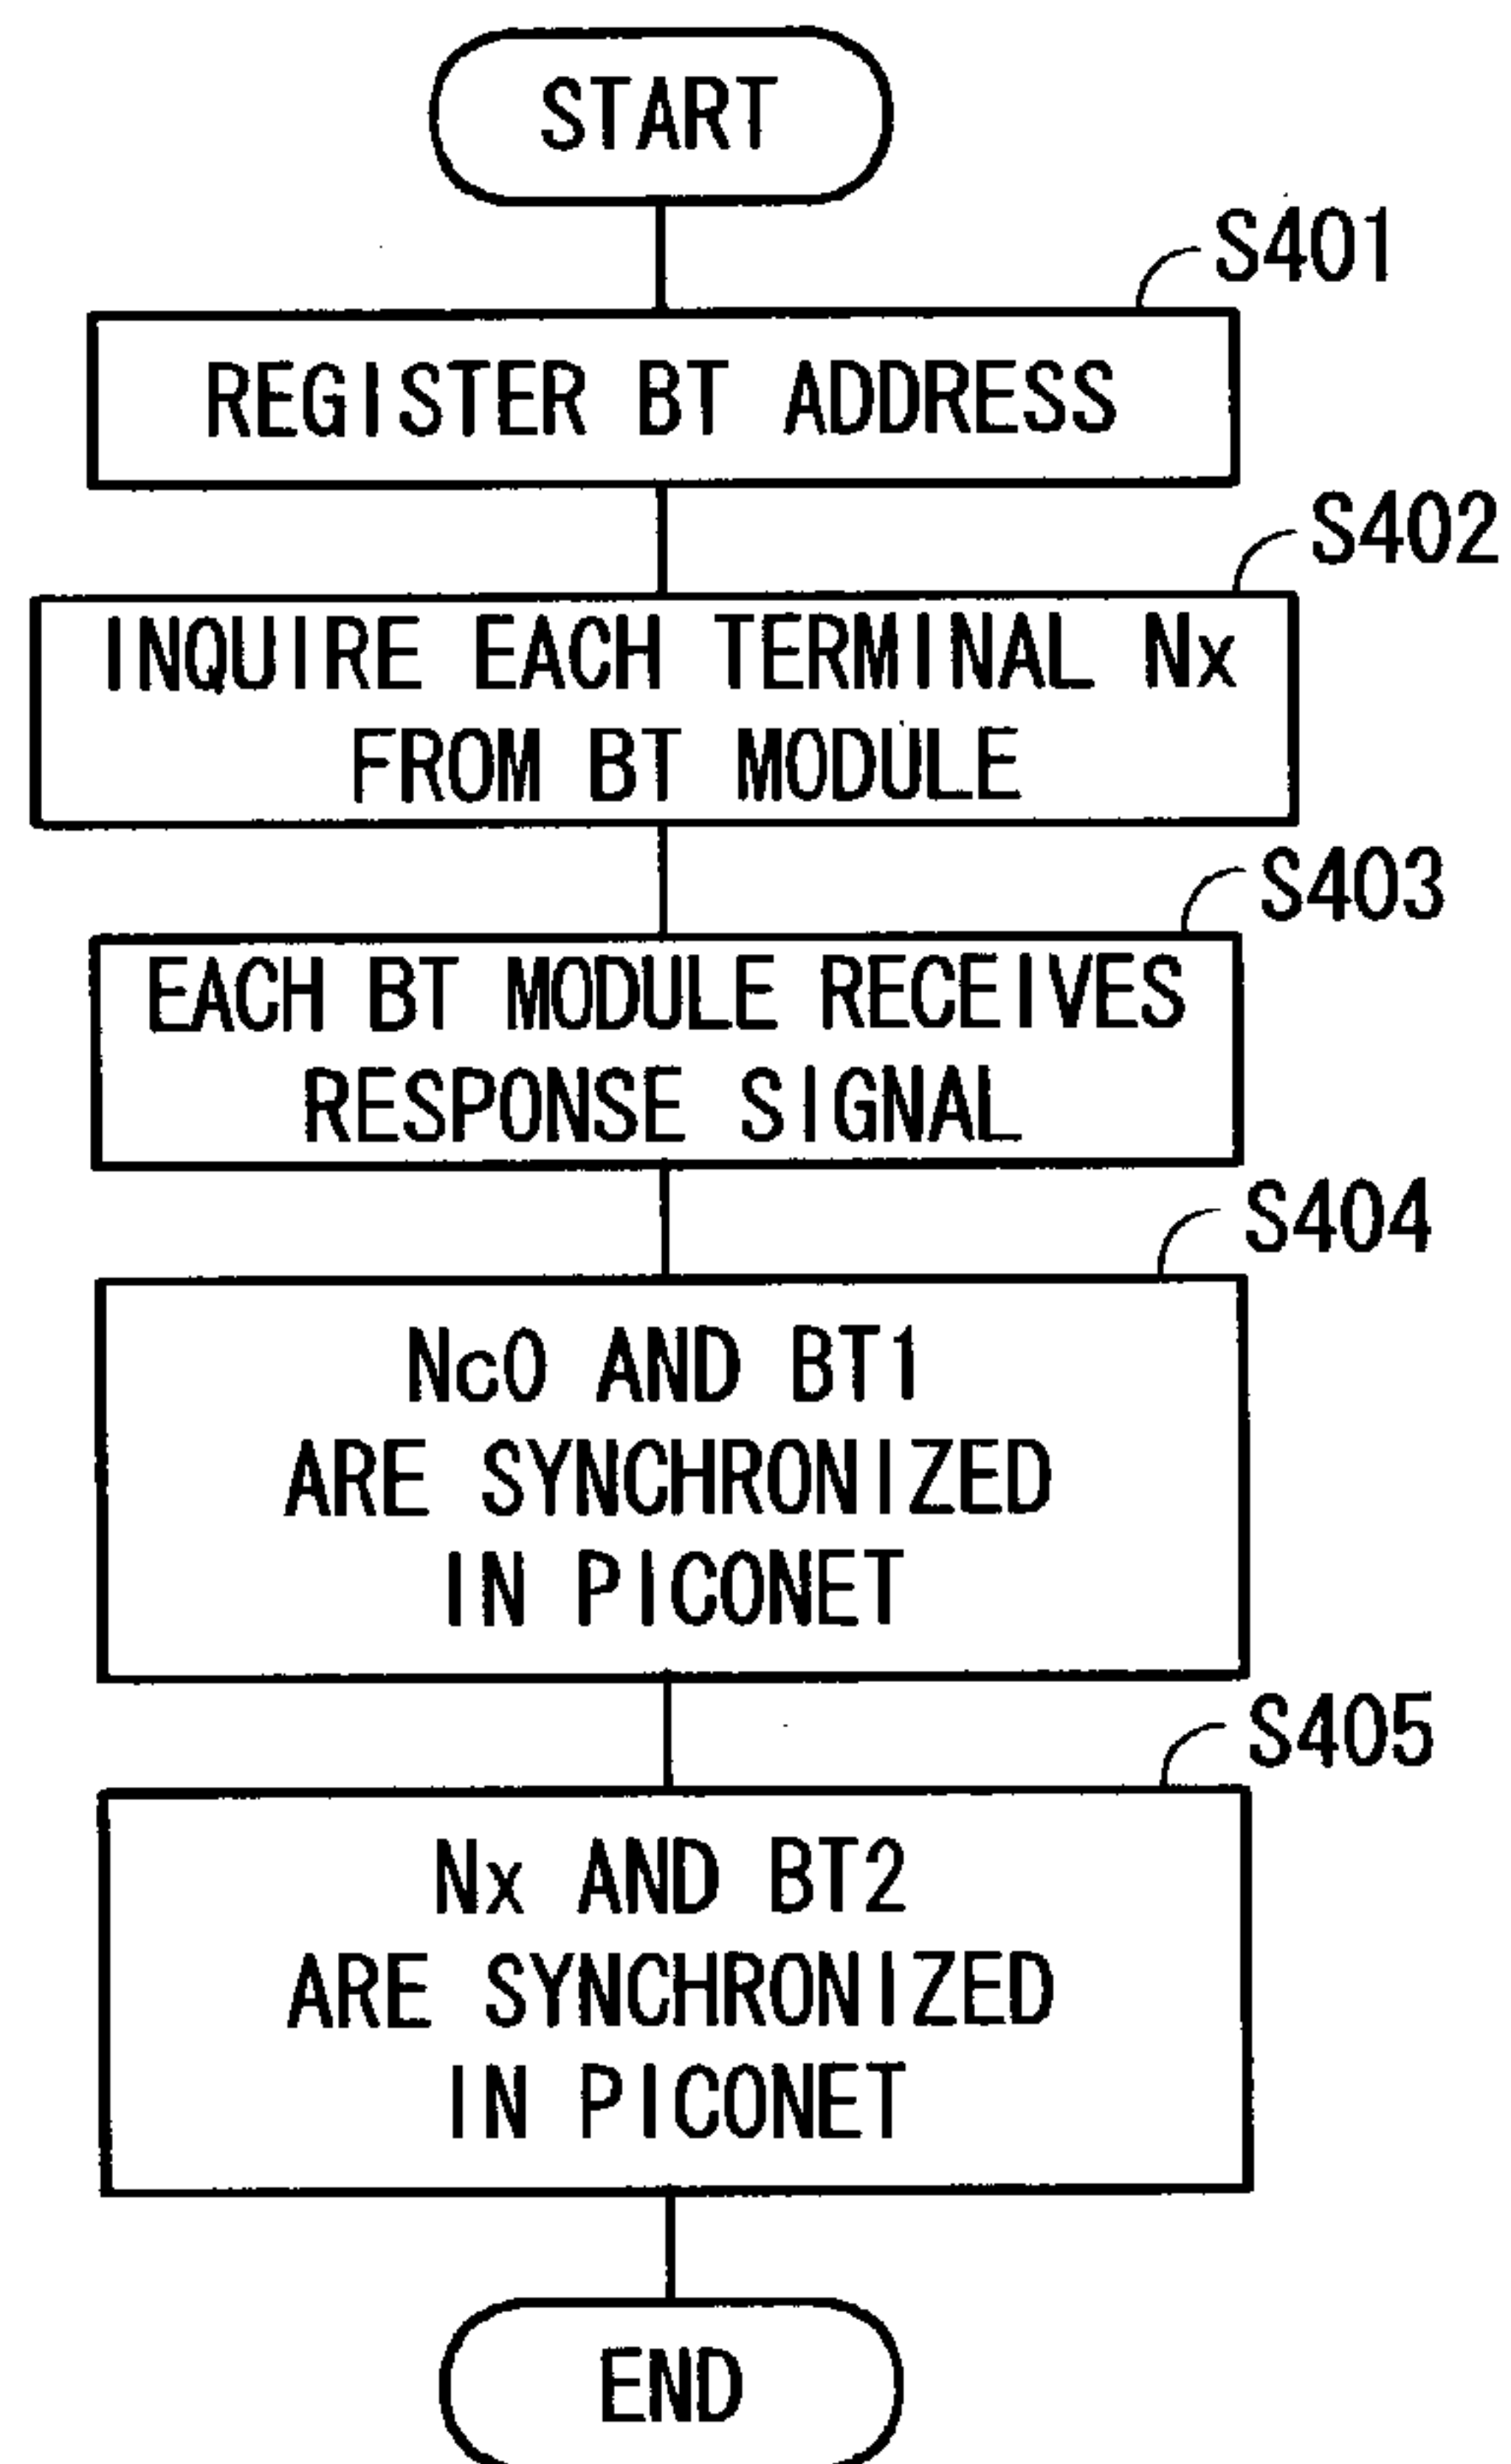 START
S401
REGISTER BT ADDRESS
S402
INQUIRE EACH TERMINAL Nx
FROM BT MODULE
S403
EACH BT MODULE RECEIVES
RESPONSE SIGNAL
S404
Nc0 AND BT1
ARE SYNCHRONIZED
IN PICONET
S405
Nx AND BT2
ARE SYNCHRONIZED
IN PICONET
END